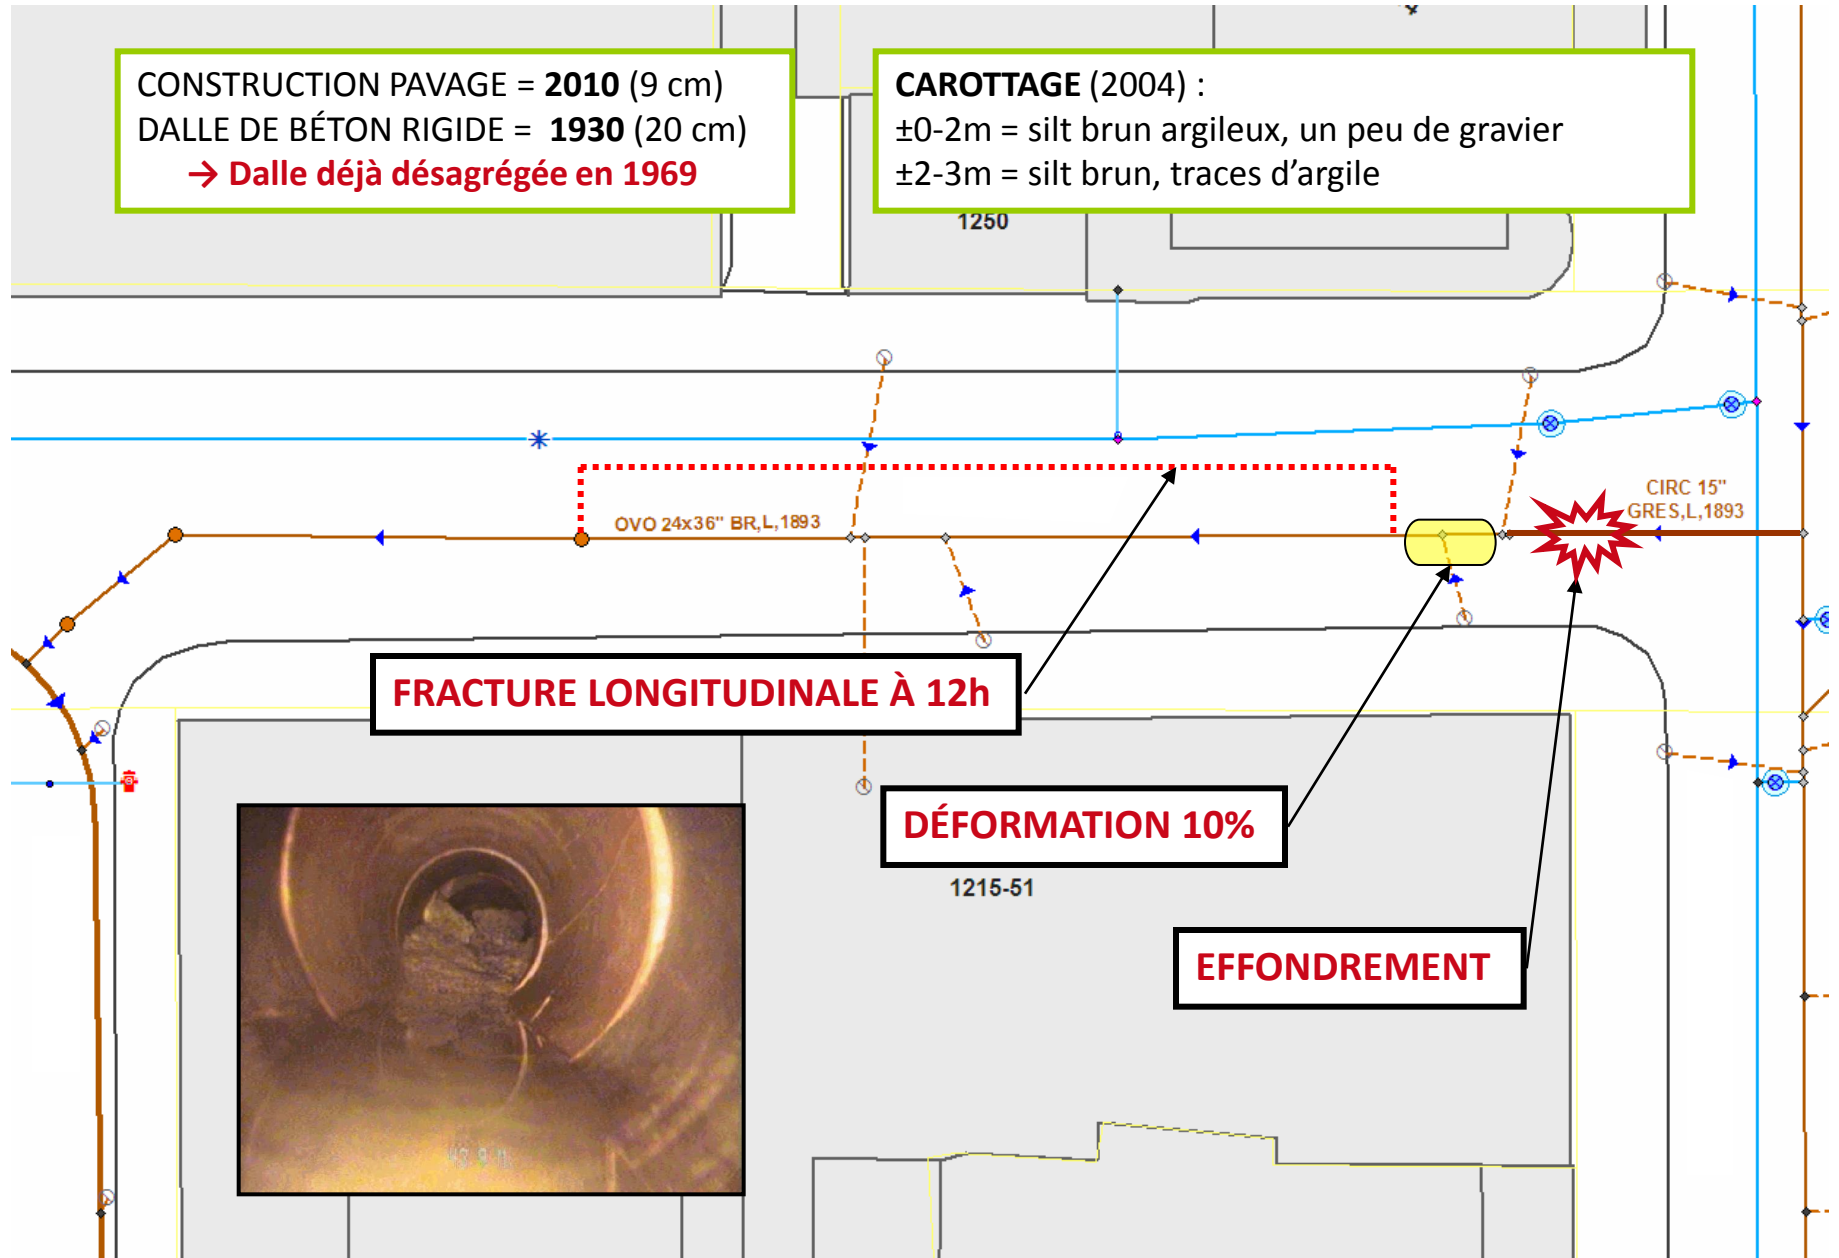 CONSTRUCTION PAVAGE = 2010 (9 cm)
DALLE DE BÉTON RIGIDE = 1930 (20 cm)
→ Dalle déjà désagrégée en 1969
CAROTTAGE (2004) :
±0-2m = silt brun argileux, un peu de gravier
±2-3m = silt brun, traces d'argile
1250
CIRC 15"
GRES,L,1893
OVO 24x36" BR,L,1893
FRACTURE LONGITUDINALE À 12h
DÉFORMATION 10%
1215-51
EFFONDREMENT